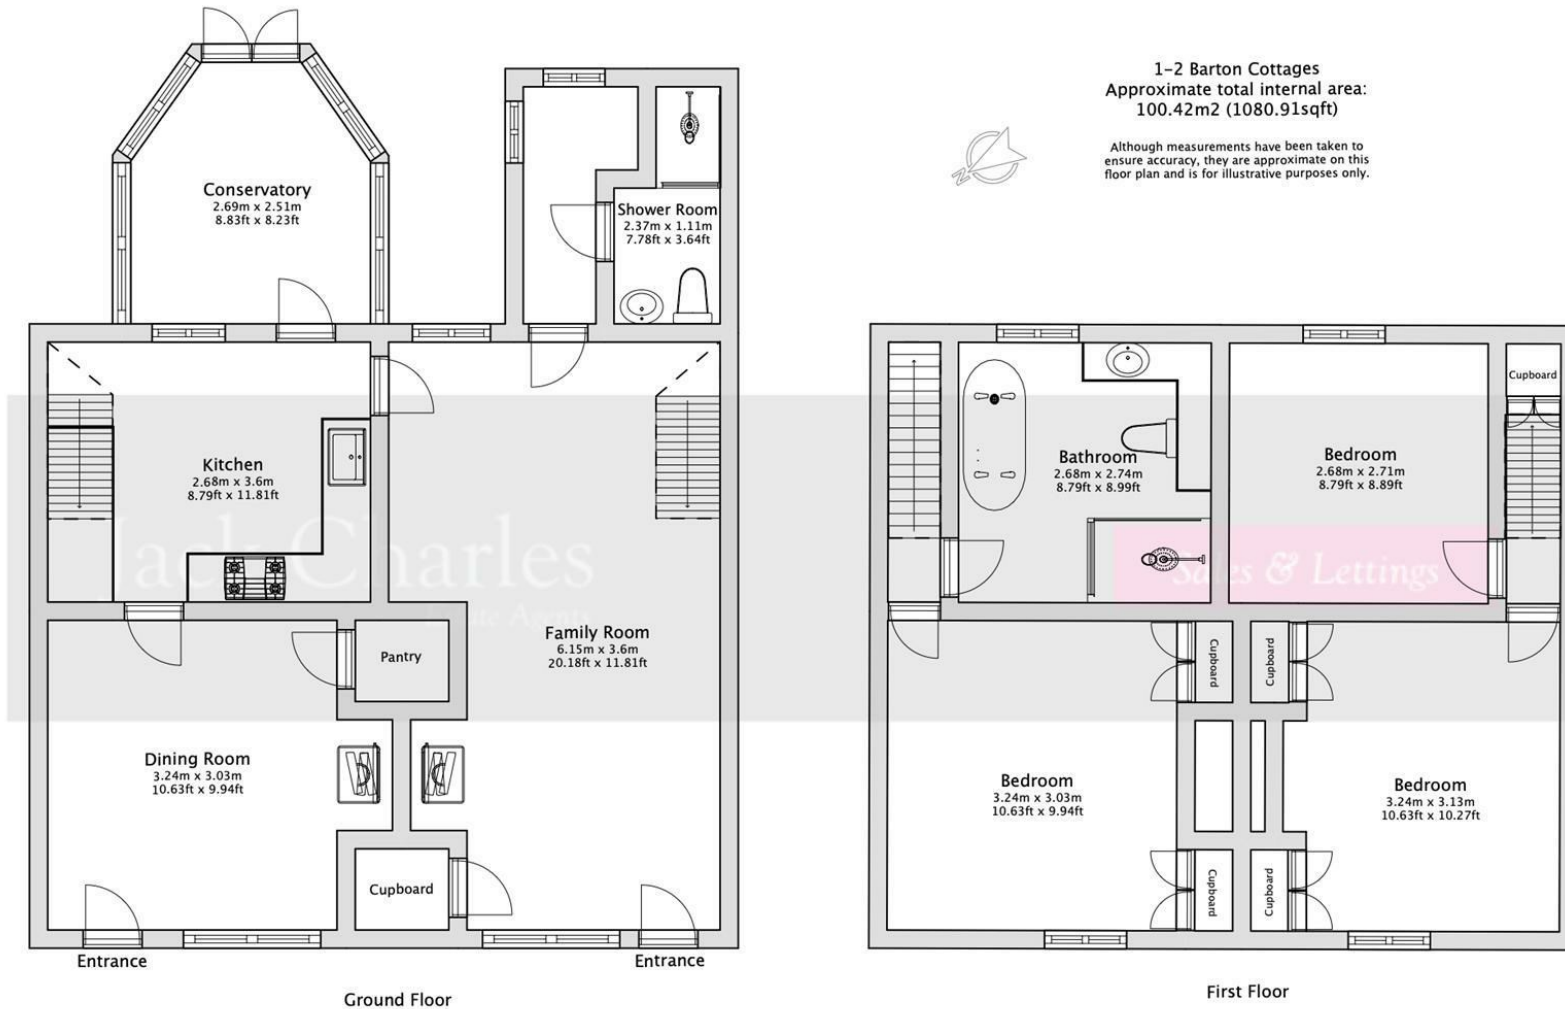 1-2 Barton Cottages
Approximate total internal area:
100.42m2 (1080.91sqft)
Although measurements have been taken to
ensure accuracy, they are approximate on this
floor plan and is for illustrative purposes only.
N
Conservatory
2.69m x 2.51m
8.83ft x 8.23ft
Shower Room
2.37m x 1.11m
7.78ft x 3.64ft
Kitchen
2.68m x 3.6m
8.79ft x 11.81ft
Family Room
6.15m x 3.6m
20.18ft x 11.81ft
Pantry
Dining Room
3.24m x 3.03m
10.63ft x 9.94ft
Cupboard
Entrance
Entrance
Ground Floor
Bathroom
2.68m x 2.74m
8.79ft x 8.99ft
Bedroom
2.68m x 2.71m
8.79ft x 8.89ft
Cupboard
Cupboard
Cupboard
Bedroom
3.24m x 3.03m
10.63ft x 9.94ft
Bedroom
3.24m x 3.13m
10.63ft x 10.27ft
Cupboard
Cupboard
First Floor
Jack Charles
Estate Agents
Sales & Lettings